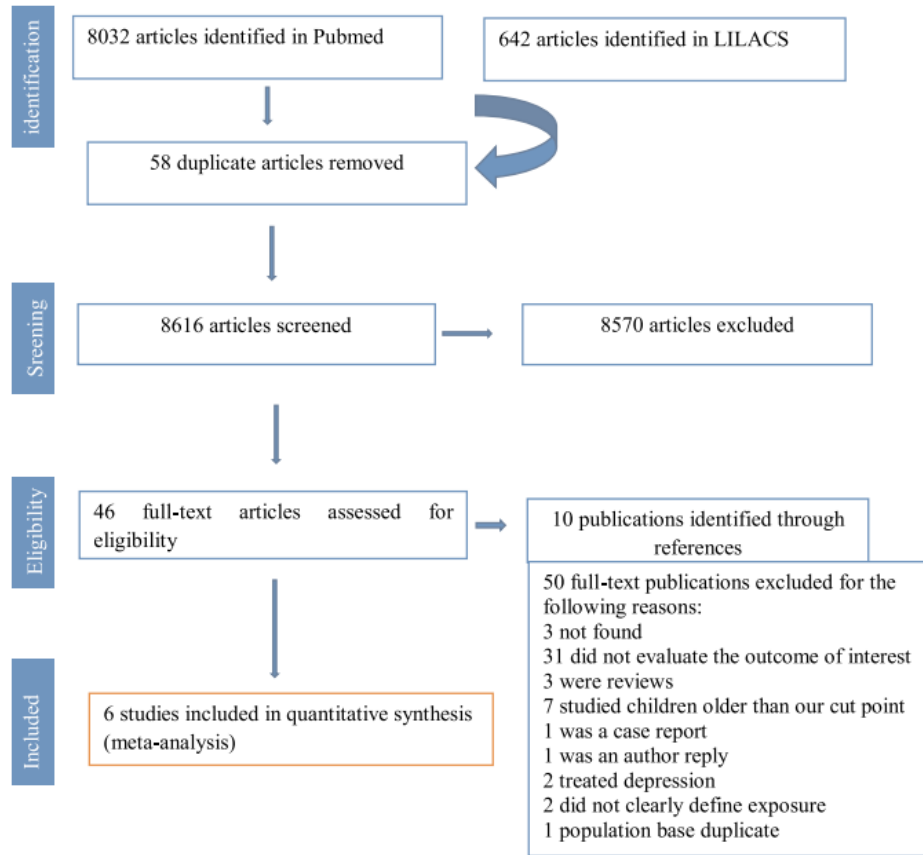 identification
8032 articles identified in Pubmed
642 articles identified in LILACS
58 duplicate articles removed
Sreening
8616 articles screened
8570 articles excluded
Eligibility
46 full-text articles assessed for
eligibility
10 publications identified through
references
50 full-text publications excluded for the
following reasons:
3 not found
31 did not evaluate the outcome of interest
3 were reviews
7 studied children older than our cut point
1 was a case report
1 was an author reply
2 treated depression
2 did not clearly define exposure
1 population base duplicate
Included
6 studies included in quantitative synthesis
(meta-analysis)